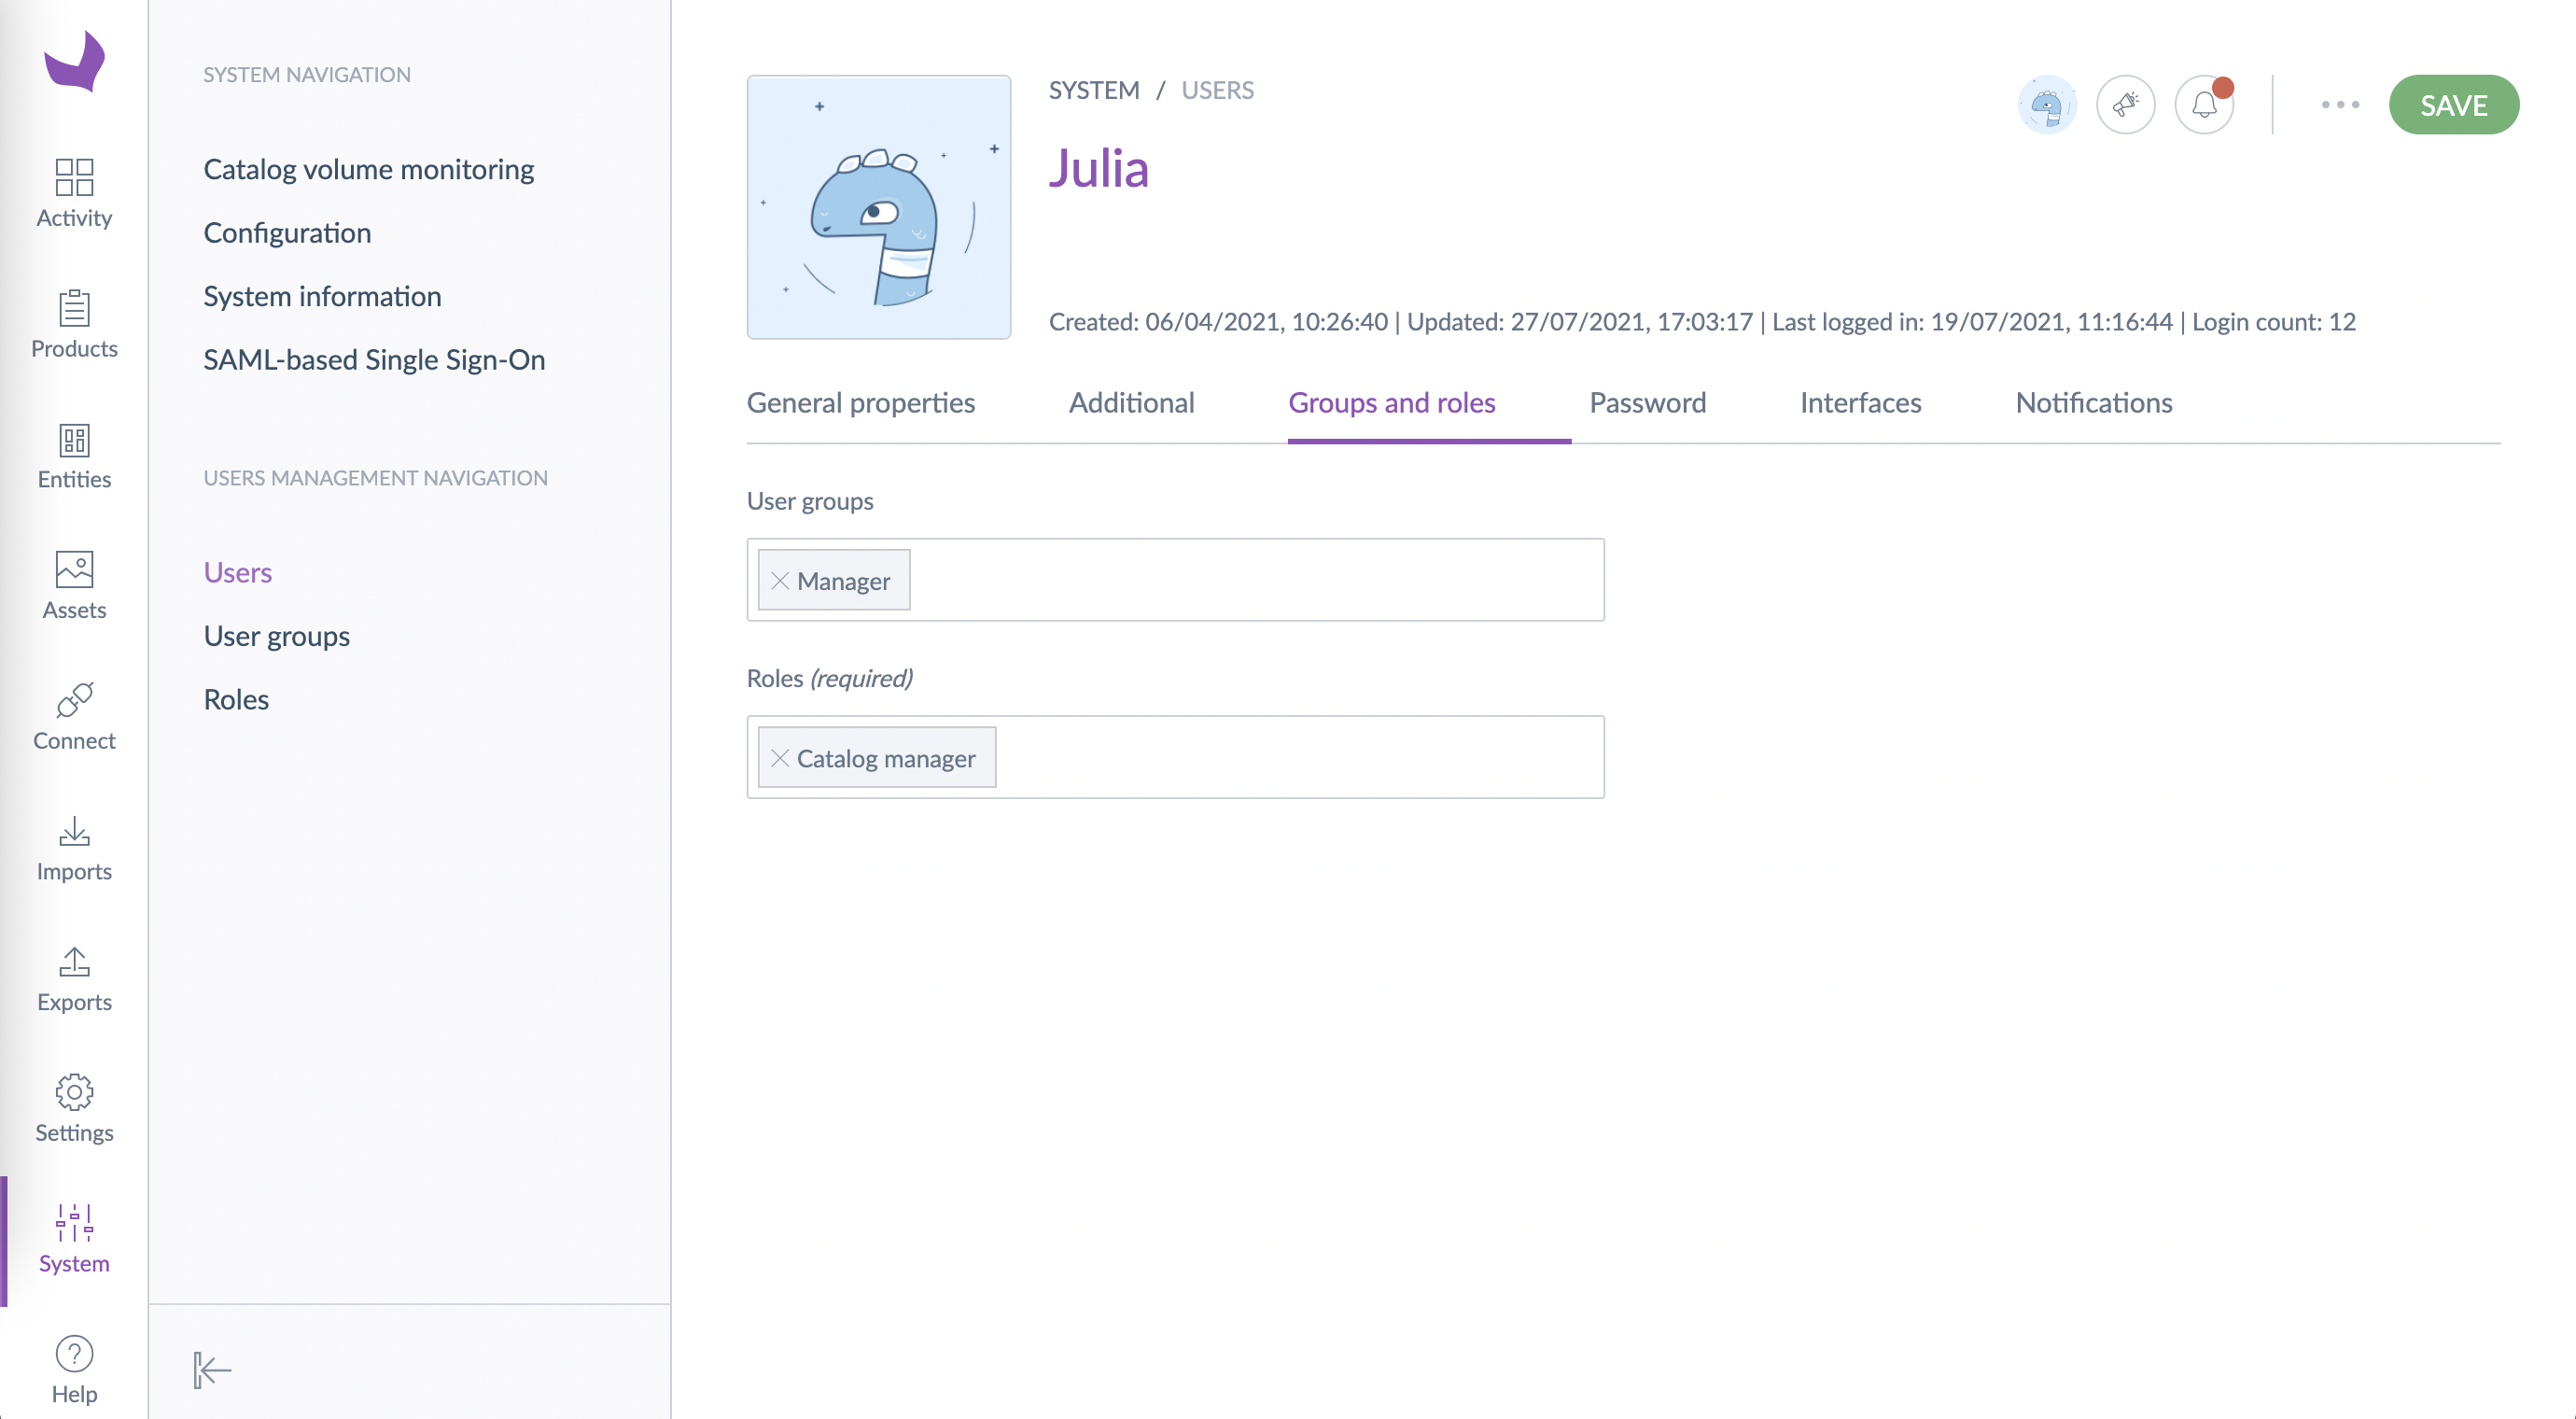 Activity
Products
Entities
Assets
Connect
Imports
Exports
Settings
System
Help
SYSTEM NAVIGATION
Catalog volume monitoring
Configuration
System information
SAML-based Single Sign-On
USERS MANAGEMENT NAVIGATION
Users
User groups
Roles
SYSTEM / USERS
SAVE
Julia
Created: 06/04/2021, 10:26:40 | Updated: 27/07/2021, 17:03:17 | Last logged in: 19/07/2021, 11:16:44 | Login count: 12
General properties Additional Groups and roles Password Interfaces Notifications
User groups
Manager
Roles (required)
Catalog manager